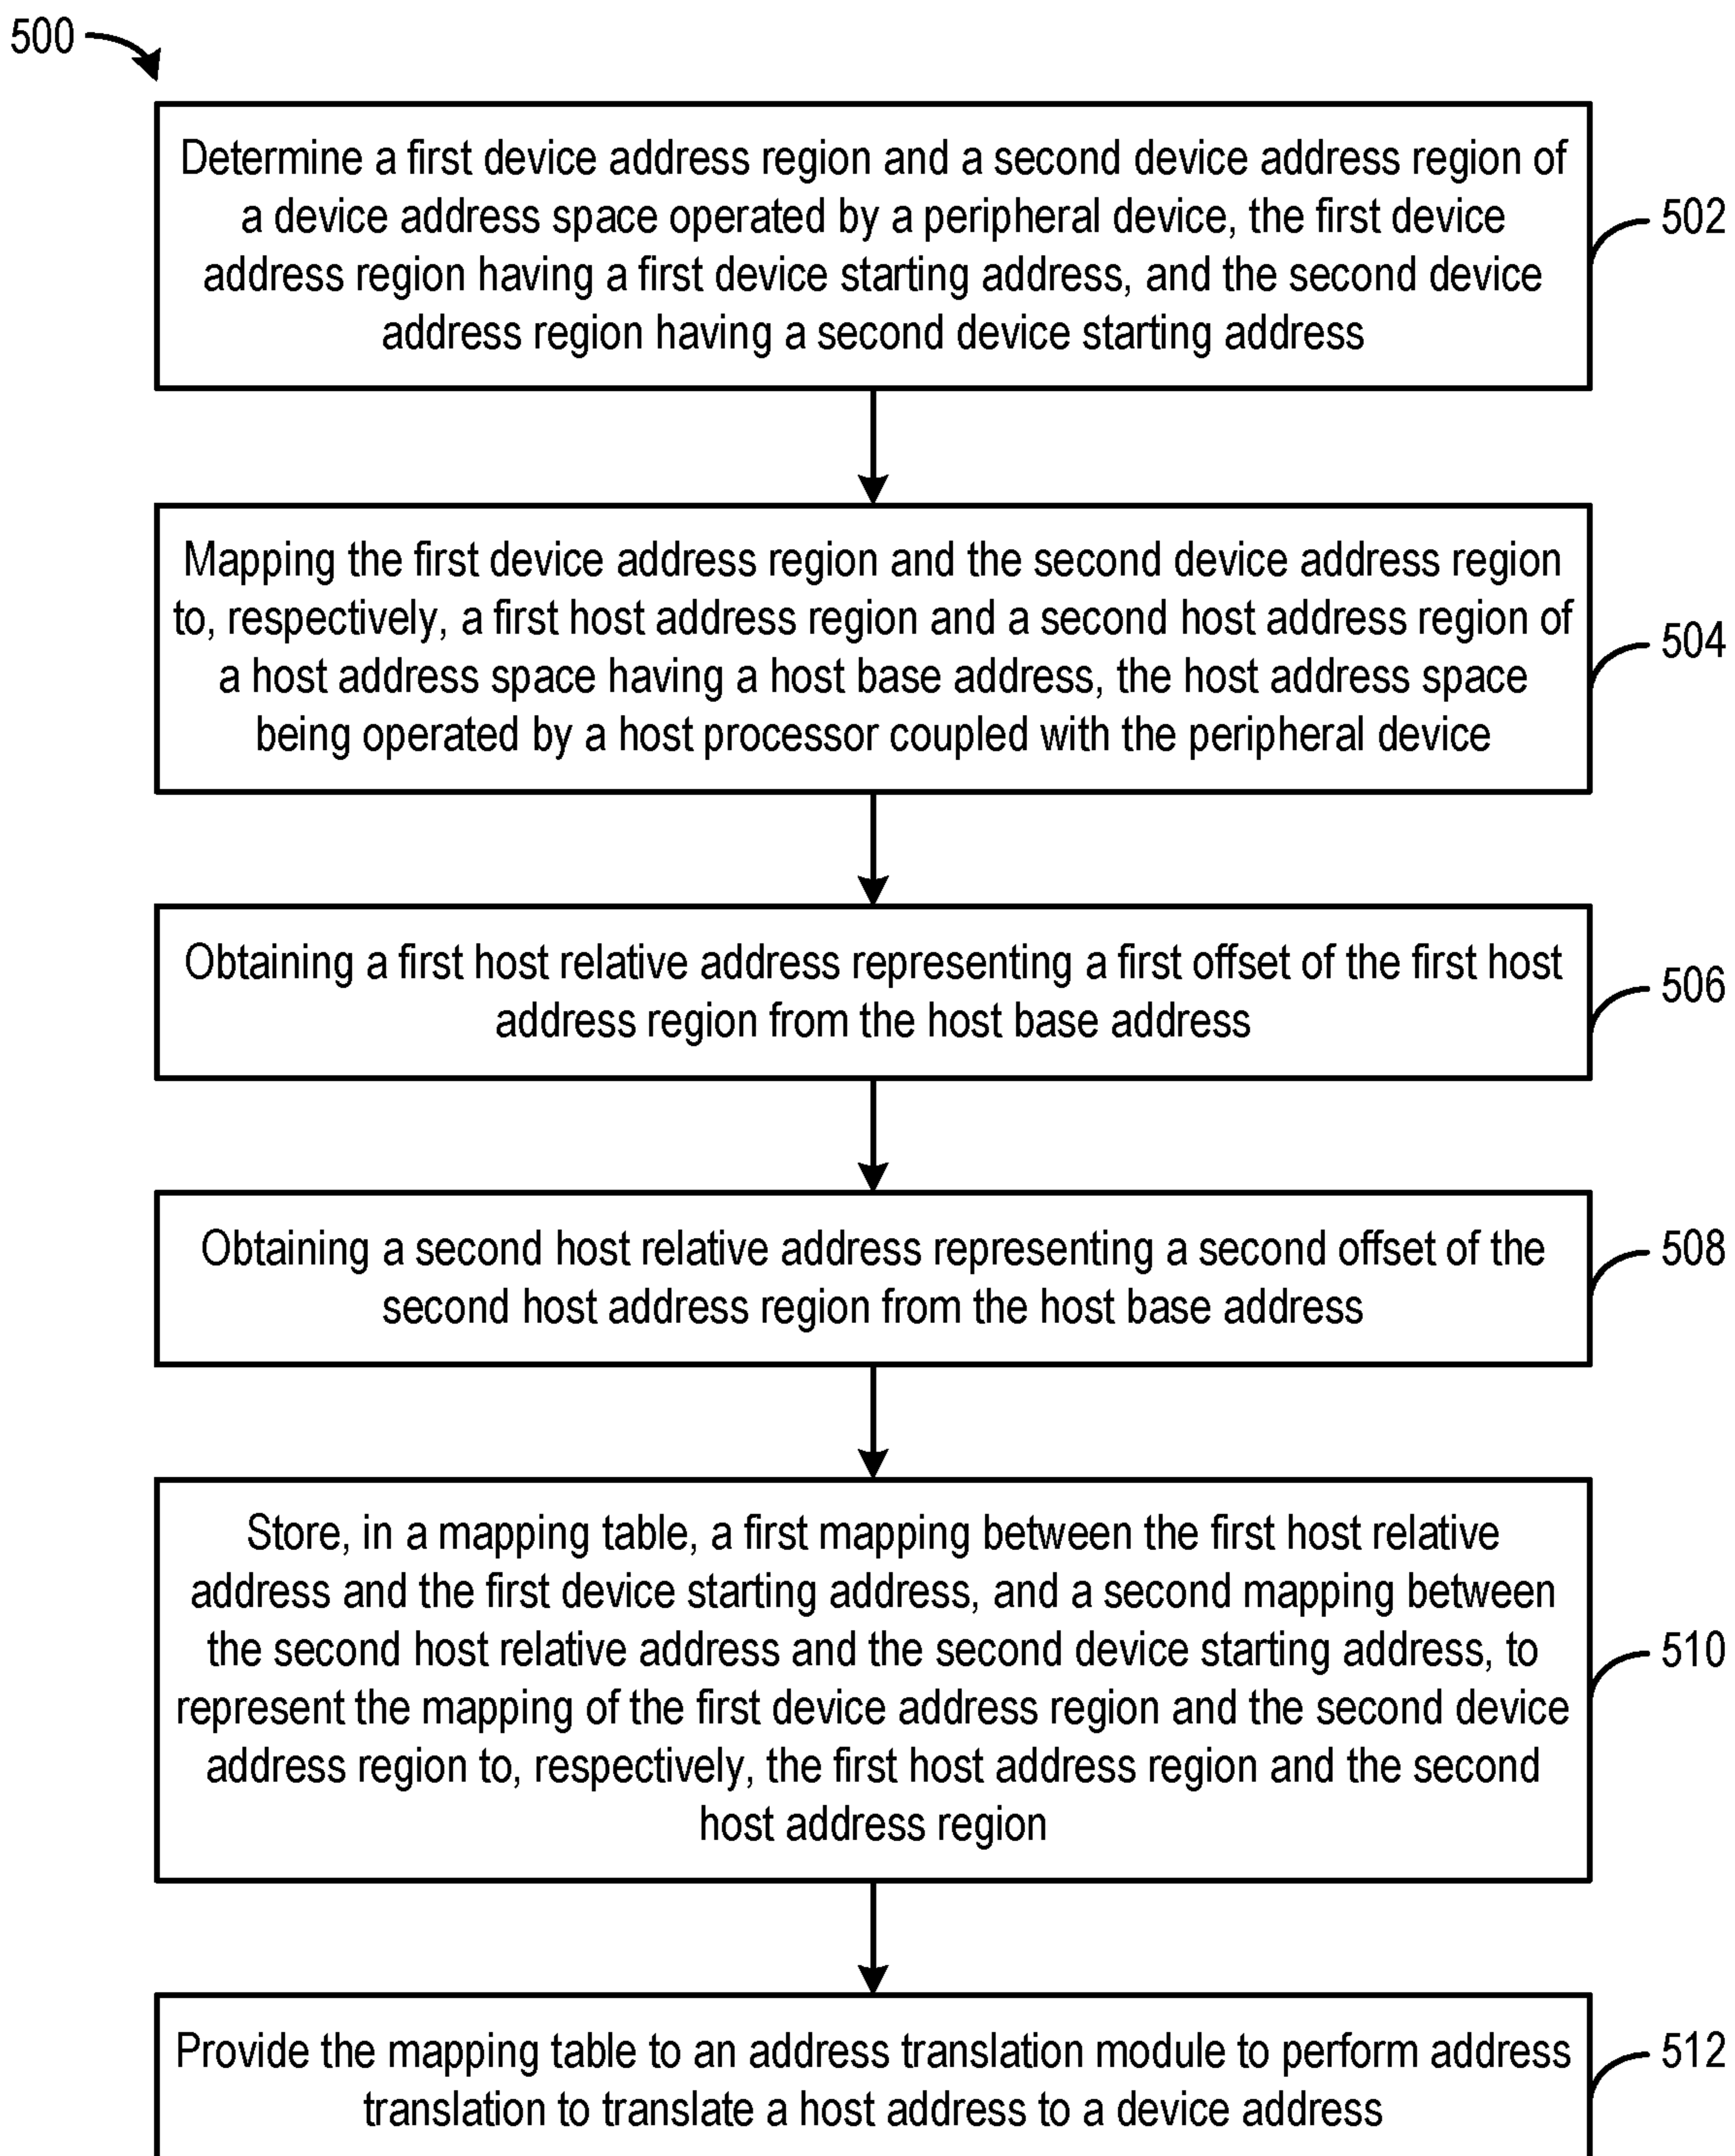 500
Determine a first device address region and a second device address region of
a device address space operated by a peripheral device, the first device
address region having a first device starting address, and the second device
address region having a second device starting address
502
Mapping the first device address region and the second device address region
to, respectively, a first host address region and a second host address region of
a host address space having a host base address, the host address space
being operated by a host processor coupled with the peripheral device
504
Obtaining a first host relative address representing a first offset of the first host
address region from the host base address
506
Obtaining a second host relative address representing a second offset of the
second host address region from the host base address
508
Store, in a mapping table, a first mapping between the first host relative
address and the first device starting address, and a second mapping between
the second host relative address and the second device starting address, to
represent the mapping of the first device address region and the second device
address region to, respectively, the first host address region and the second
host address region
510
Provide the mapping table to an address translation module to perform address
translation to translate a host address to a device address
512